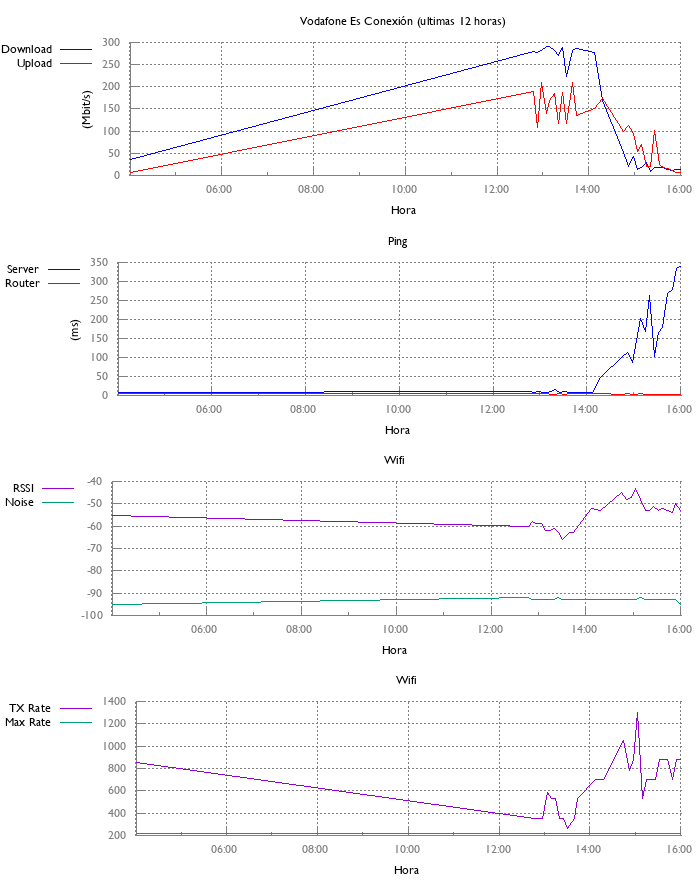 Vodafone Es Conexión (ultimas 12 horas)
Download
Upload
300
250
200
150
100
50
0
(Mbit/s)
06:00 08:00 10:00 12:00 14:00 16:00
Hora
Ping
Server
Router
350
300
250
200
150
100
50
0
(ms)
06:00 08:00 10:00 12:00 14:00 16:00
Hora
Wifi
RSSI
Noise
-40
-50
-60
-70
-80
-90
-100
06:00 08:00 10:00 12:00 14:00 16:00
Hora
Wifi
TX Rate
Max Rate
1400
1200
1000
800
600
400
200
06:00 08:00 10:00 12:00 14:00 16:00
Hora